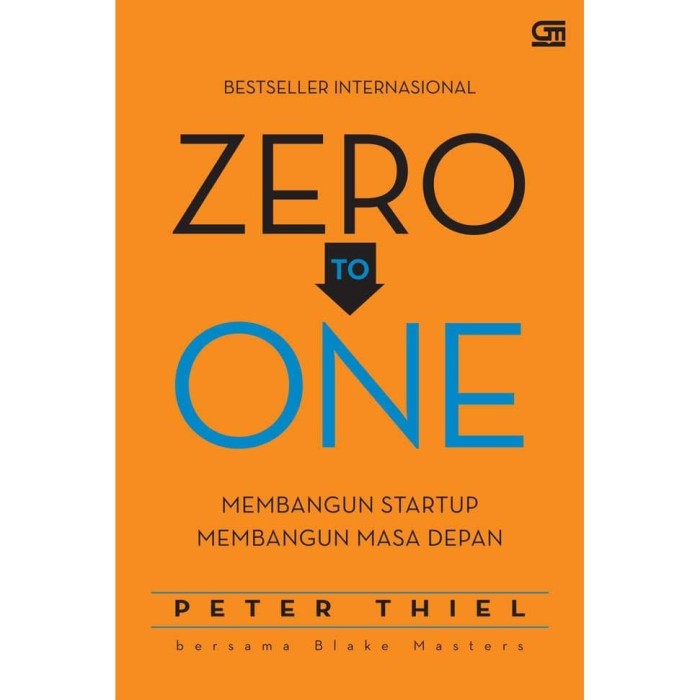 BESTSELLER INTERNASIONAL
ZERO
TO
ONE
MEMBANGUN STARTUP
MEMBANGUN MASA DEPAN
PETER THIEL
bersama Blake Masters